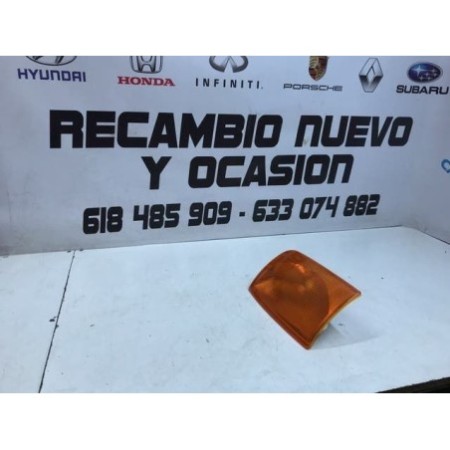 HYUNDAI
HONDA
INFINITI
PORSCHE
SUBARU
RECAMBIO NUEVO
Y OCASION
618 485 909 - 633 074 882